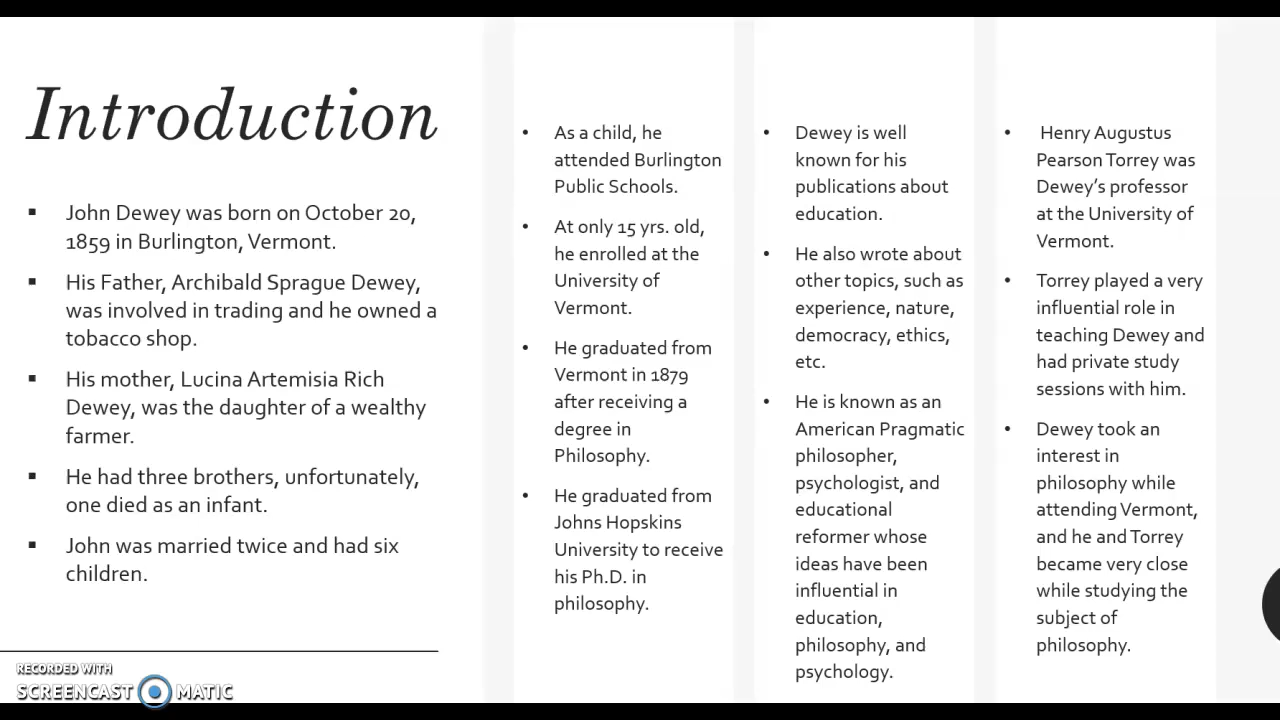 Introduction
▪ John Dewey was born on October 20,
1859 in Burlington, Vermont.
▪ His Father, Archibald Sprague Dewey,
was involved in trading and he owned a
tobacco shop.
▪ His mother, Lucina Artemisia Rich
Dewey, was the daughter of a wealthy
farmer.
▪ He had three brothers, unfortunately,
one died as an infant.
▪ John was married twice and had six
children.
• As a child, he
attended Burlington
Public Schools.
• At only 15 yrs. old,
he enrolled at the
University of
Vermont.
• He graduated from
Vermont in 1879
after receiving a
degree in
Philosophy.
• He graduated from
Johns Hopskins
University to receive
his Ph.D. in
philosophy.
• Dewey is well
known for his
publications about
education.
• He also wrote about
other topics, such as
experience, nature,
democracy, ethics,
etc.
• He is known as an
American Pragmatic
philosopher,
psychologist, and
educational
reformer whose
ideas have been
influential in
education,
philosophy, and
psychology.
• Henry Augustus
Pearson Torrey was
Dewey’s professor
at the University of
Vermont.
• Torrey played a very
influential role in
teaching Dewey and
had private study
sessions with him.
• Dewey took an
interest in
philosophy while
attending Vermont,
and he and Torrey
became very close
while studying the
subject of
philosophy.
RECORDED WITH
SCREENCAST MATIC